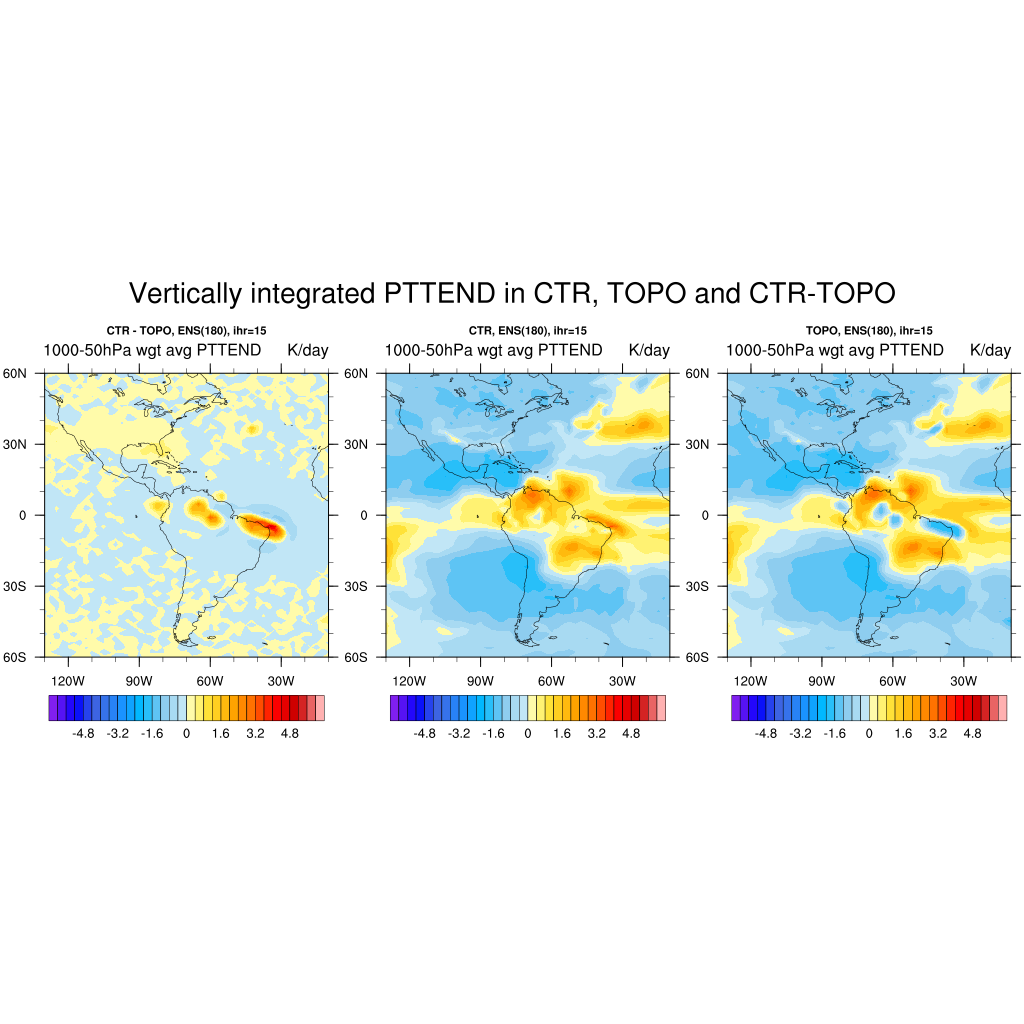 Vertically integrated PTTEND in CTR, TOPO and CTR-TOPO
CTR - TOPO, ENS(180), ihr=15
1000-50hPa wgt avg PTTEND K/day
60N
30N
0
30S
60S
120W 90W 60W 30W
-4.8 -3.2 -1.6 0 1.6 3.2 4.8
CTR, ENS(180), ihr=15
1000-50hPa wgt avg PTTEND K/day
60N
30N
0
30S
60S
120W 90W 60W 30W
-4.8 -3.2 -1.6 0 1.6 3.2 4.8
TOPO, ENS(180), ihr=15
1000-50hPa wgt avg PTTEND K/day
60N
30N
0
30S
60S
120W 90W 60W 30W
-4.8 -3.2 -1.6 0 1.6 3.2 4.8